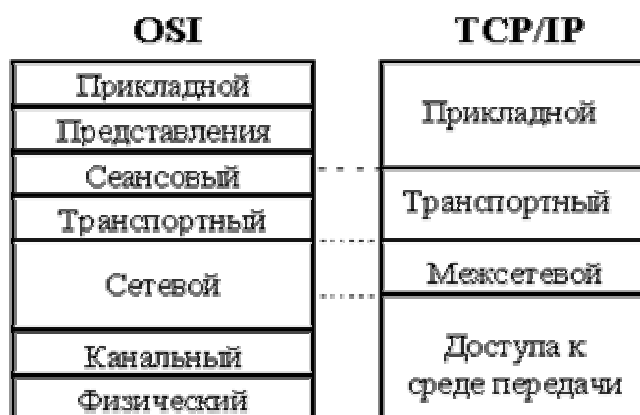 OSI
Прикладной
Представления
Сеансовый
Транспортный
Сетевой
Канальный
Физический
TCP/IP
Прикладной
Транспортный
Межсетевой
Доступа к
среде передачи